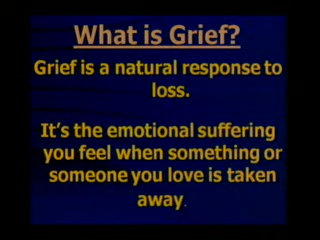 What is Grief?
Grief is a natural response to
loss.
It's the emotional suffering
you feel when something or
someone you love is taken
away.